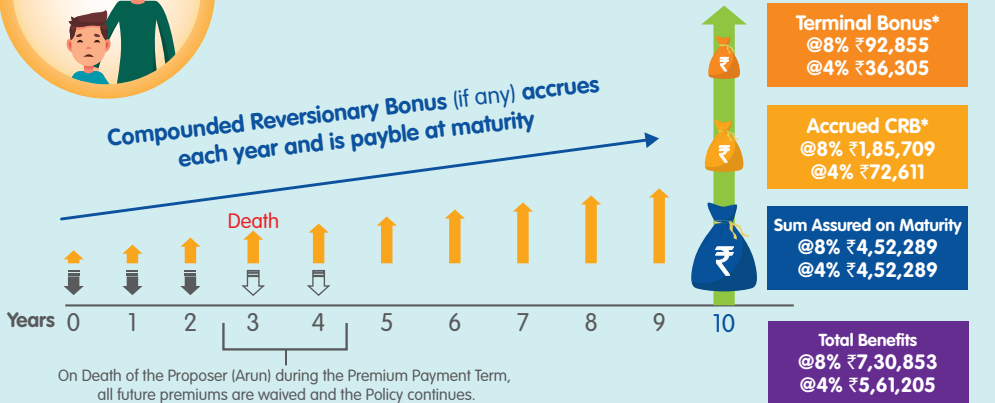 Terminal Bonus*
@8% ₹92,855
@4% ₹36,305
Compounded Reversionary Bonus (if any) accrues
each year and is payble at maturity
Accrued CRB*
@8% ₹1,85,709
@4% ₹72,611
Death
Sum Assured on Maturity
@8% ₹4,52,289
@4% ₹4,52,289
₹
₹
₹
Years 0 1 2 3 4 5 6 7 8 9 10
Total Benefits
@8% ₹7,30,853
@4% ₹5,61,205
On Death of the Proposer (Arun) during the Premium Payment Term,
all future premiums are waived and the Policy continues.